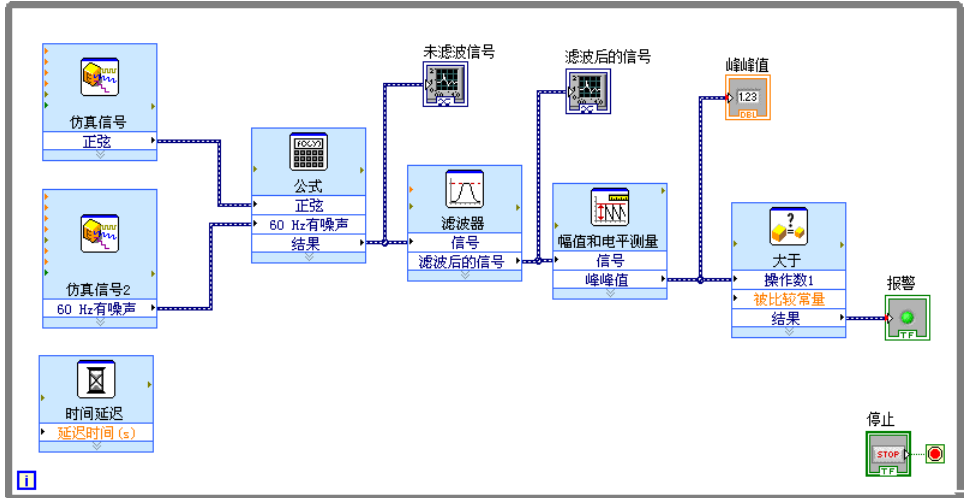 未滤波信号
滤波后的信号
峰峰值
1.23
DBL
仿真信号
正弦
f(x,y)
公式
正弦
60 Hz有噪声
结果
滤波器
信号
滤波后的信号
幅值和电平测量
信号
峰峰值
?
大于
操作数1
被比较常量
结果
报警
TF
仿真信号2
60 Hz有噪声
时间延迟
延迟时间(s)
停止
STOP
TF
i